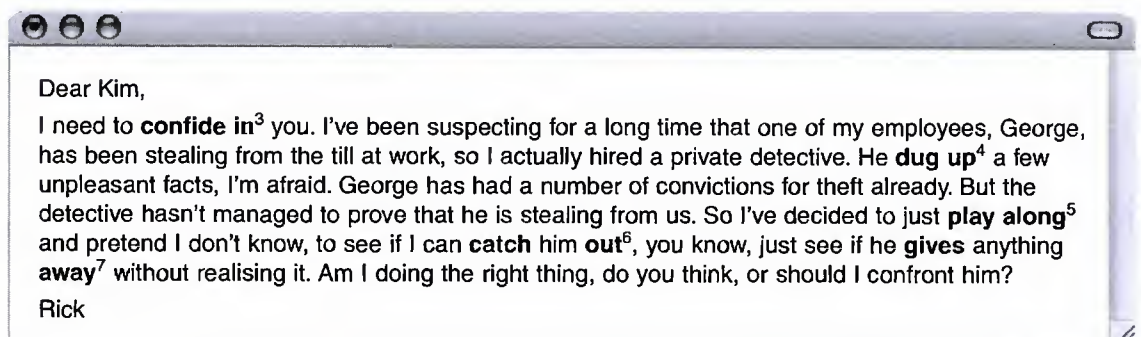 Dear Kim,
I need to confide in³ you. I've been suspecting for a long time that one of my employees, George,
has been stealing from the till at work, so I actually hired a private detective. He dug up⁴ a few
unpleasant facts, I'm afraid. George has had a number of convictions for theft already. But the
detective hasn't managed to prove that he is stealing from us. So I've decided to just play along⁵
and pretend I don't know, to see if I can catch him out⁶, you know, just see if he gives anything
away⁷ without realising it. Am I doing the right thing, do you think, or should I confront him?
Rick